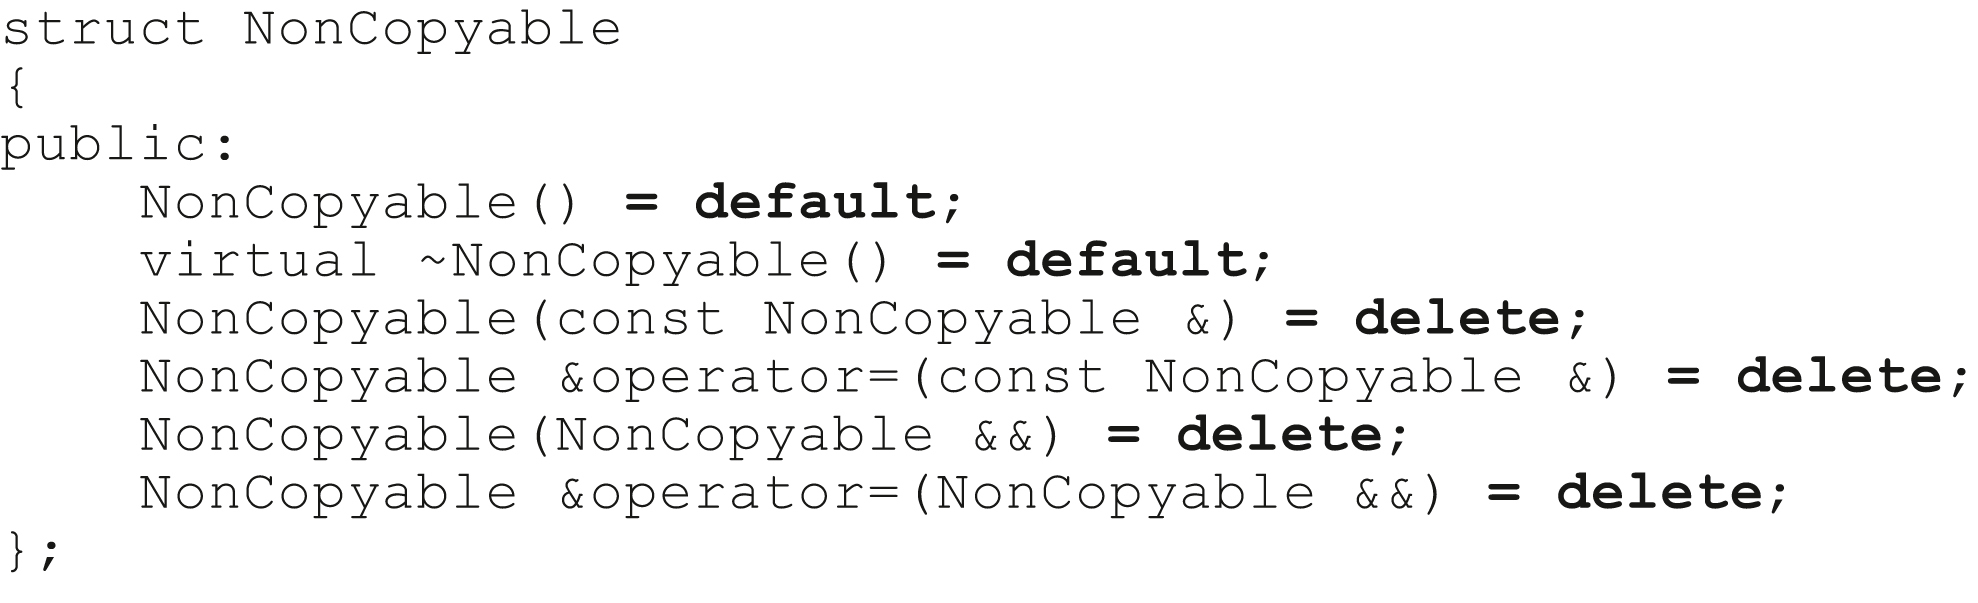 struct NonCopyable
{
public:
    NonCopyable() = default;
    virtual ~NonCopyable() = default;
    NonCopyable(const NonCopyable &) = delete;
    NonCopyable &operator=(const NonCopyable &) = delete;
    NonCopyable(NonCopyable &&) = delete;
    NonCopyable &operator=(NonCopyable &&) = delete;
};